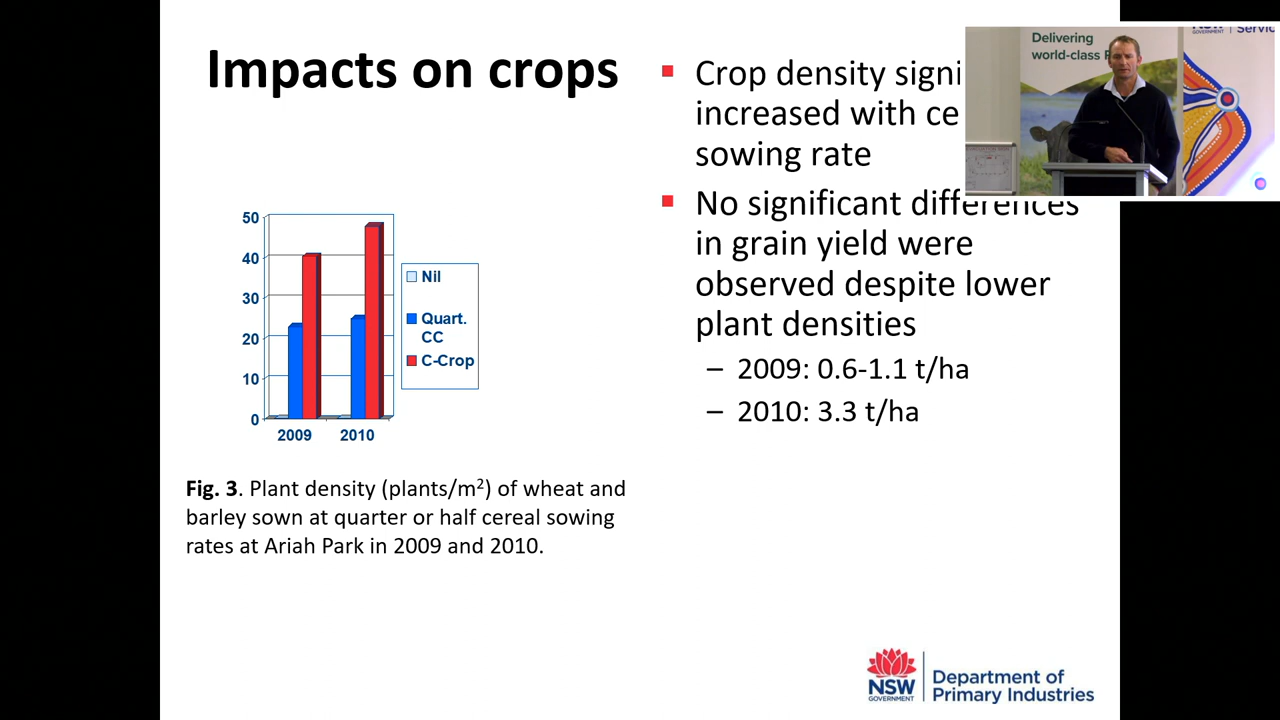 Impacts on crops
Crop density
increased with
sowing rate
No significant differences
in grain yield were
observed despite lower
plant densities
– 2009: 0.6-1.1 t/ha
– 2010: 3.3 t/ha
50
40
30
20
10
0
2009 2010
Nil
Quart.
CC
C-Crop
Fig. 3. Plant density (plants/m²) of wheat and
barley sown at quarter or half cereal sowing
rates at Ariah Park in 2009 and 2010.
Delivering
world-class
NSW
GOVERNMENT
NSW
GOVERNMENT
Department of
Primary Industries